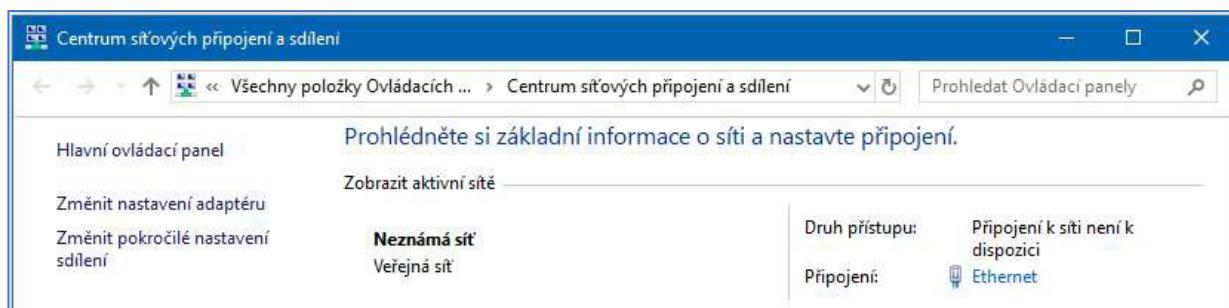 Centrum síťových připojení a sdílení
« Všechny položky Ovládacích ... › Centrum síťových připojení a sdílení
Prohledat Ovládací panely
Hlavní ovládací panel
Změnit nastavení adaptéru
Změnit pokročilé nastavení
sdílení
Prohlédněte si základní informace o síti a nastavte připojení.
Zobrazit aktivní sítě
Neznámá síť
Veřejná síť
Druh přístupu: Připojení k síti není k
dispozici
Připojení: Ethernet